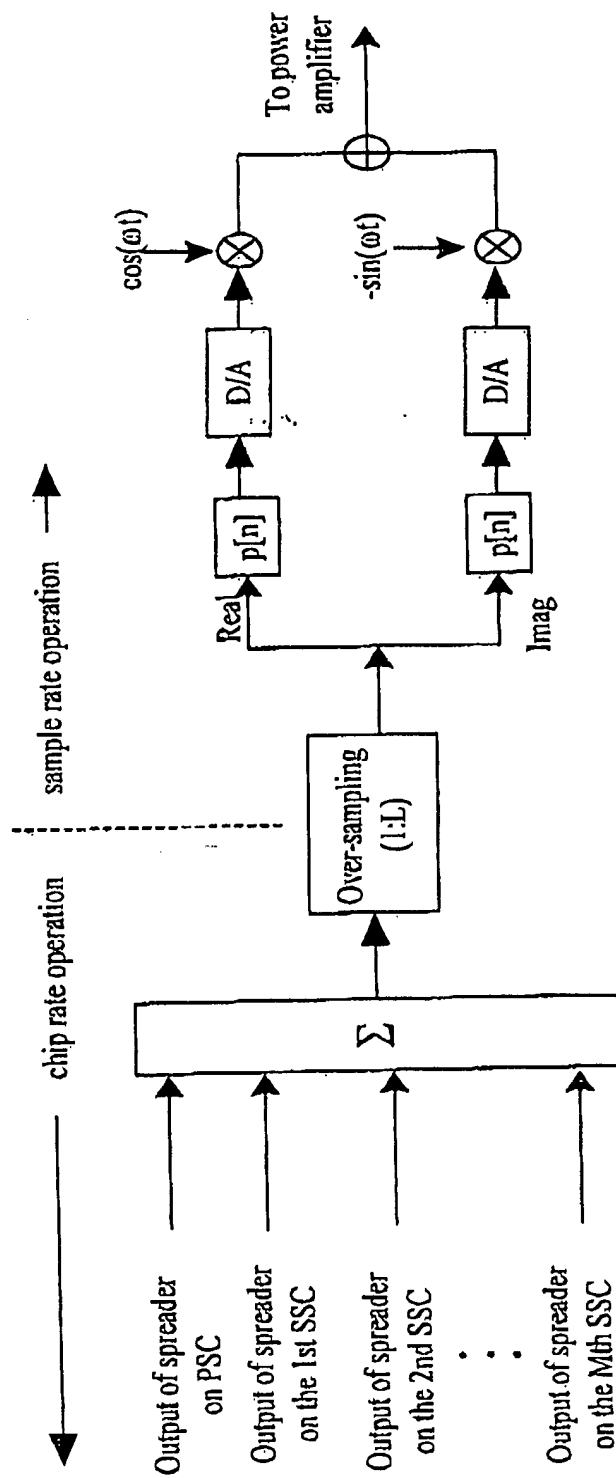 chip rate operation
sample rate operation
Output of spreader
on PSC
Output of spreader
on the 1st SSC
Output of spreader
on the 2nd SSC
Output of spreader
on the Mth SSC
Σ
Over-sampling
(1:L)
Real
Imag
p[n]
D/A
cos(ωt)
p[n]
D/A
-sin(ωt)
To power
amplifier